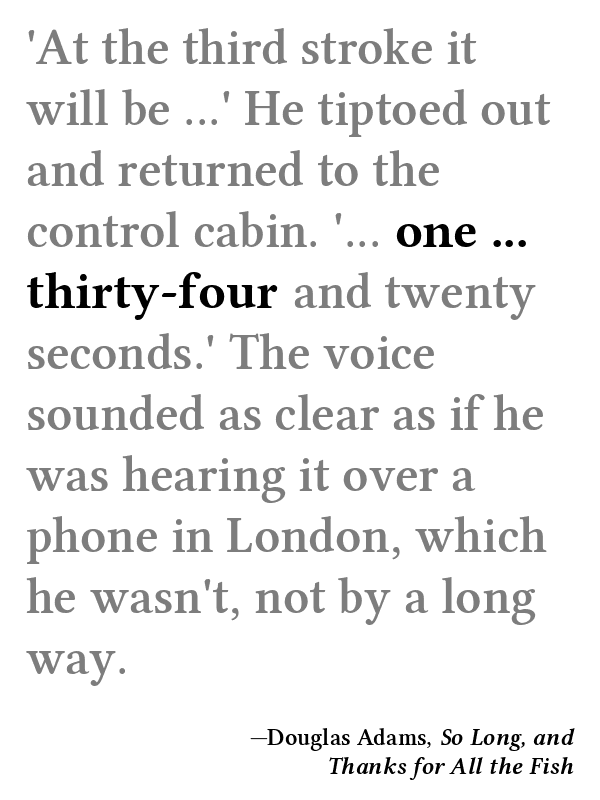 'At the third stroke it
will be ...' He tiptoed out
and returned to the
control cabin. '... one ...
thirty-four and twenty
seconds.' The voice
sounded as clear as if he
was hearing it over a
phone in London, which
he wasn't, not by a long
way.
—Douglas Adams, So Long, and
Thanks for All the Fish